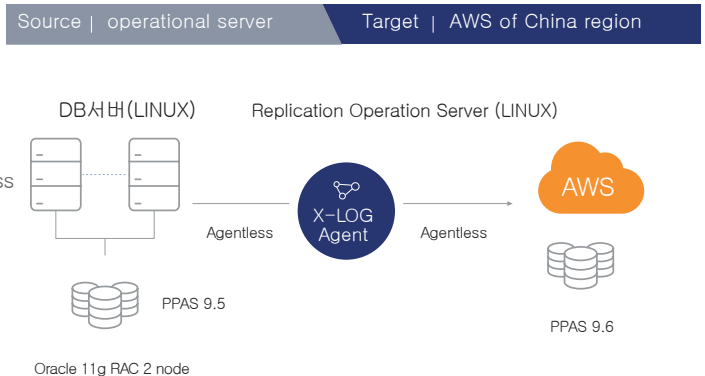 Source | operational server
Target | AWS of China region
DB서버(LINUX)
Replication Operation Server (LINUX)
AWS
X-LOG
Agent
Agentless
Agentless
PPAS 9.5
PPAS 9.6
Oracle 11g RAC 2 node